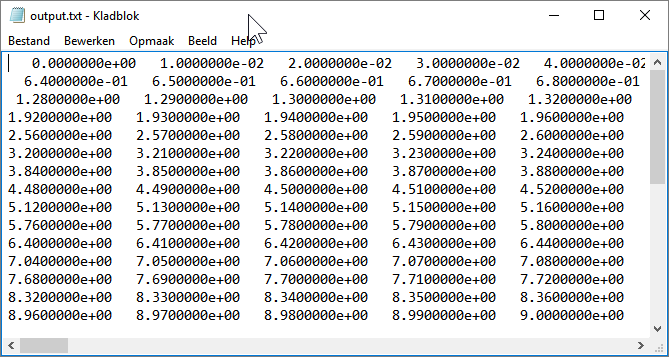 output.txt - Kladblok
Bestand Bewerken Opmaak Beeld Help
0.0000000e+00 1.0000000e-02 2.0000000e-02 3.0000000e-02 4.0000000e-02
6.4000000e-01 6.5000000e-01 6.6000000e-01 6.7000000e-01 6.8000000e-01
1.2800000e+00 1.2900000e+00 1.3000000e+00 1.3100000e+00 1.3200000e+00
1.9200000e+00 1.9300000e+00 1.9400000e+00 1.9500000e+00 1.9600000e+00
2.5600000e+00 2.5700000e+00 2.5800000e+00 2.5900000e+00 2.6000000e+00
3.2000000e+00 3.2100000e+00 3.2200000e+00 3.2300000e+00 3.2400000e+00
3.8400000e+00 3.8500000e+00 3.8600000e+00 3.8700000e+00 3.8800000e+00
4.4800000e+00 4.4900000e+00 4.5000000e+00 4.5100000e+00 4.5200000e+00
5.1200000e+00 5.1300000e+00 5.1400000e+00 5.1500000e+00 5.1600000e+00
5.7600000e+00 5.7700000e+00 5.7800000e+00 5.7900000e+00 5.8000000e+00
6.4000000e+00 6.4100000e+00 6.4200000e+00 6.4300000e+00 6.4400000e+00
7.0400000e+00 7.0500000e+00 7.0600000e+00 7.0700000e+00 7.0800000e+00
7.6800000e+00 7.6900000e+00 7.7000000e+00 7.7100000e+00 7.7200000e+00
8.3200000e+00 8.3300000e+00 8.3400000e+00 8.3500000e+00 8.3600000e+00
8.9600000e+00 8.9700000e+00 8.9800000e+00 8.9900000e+00 9.0000000e+00